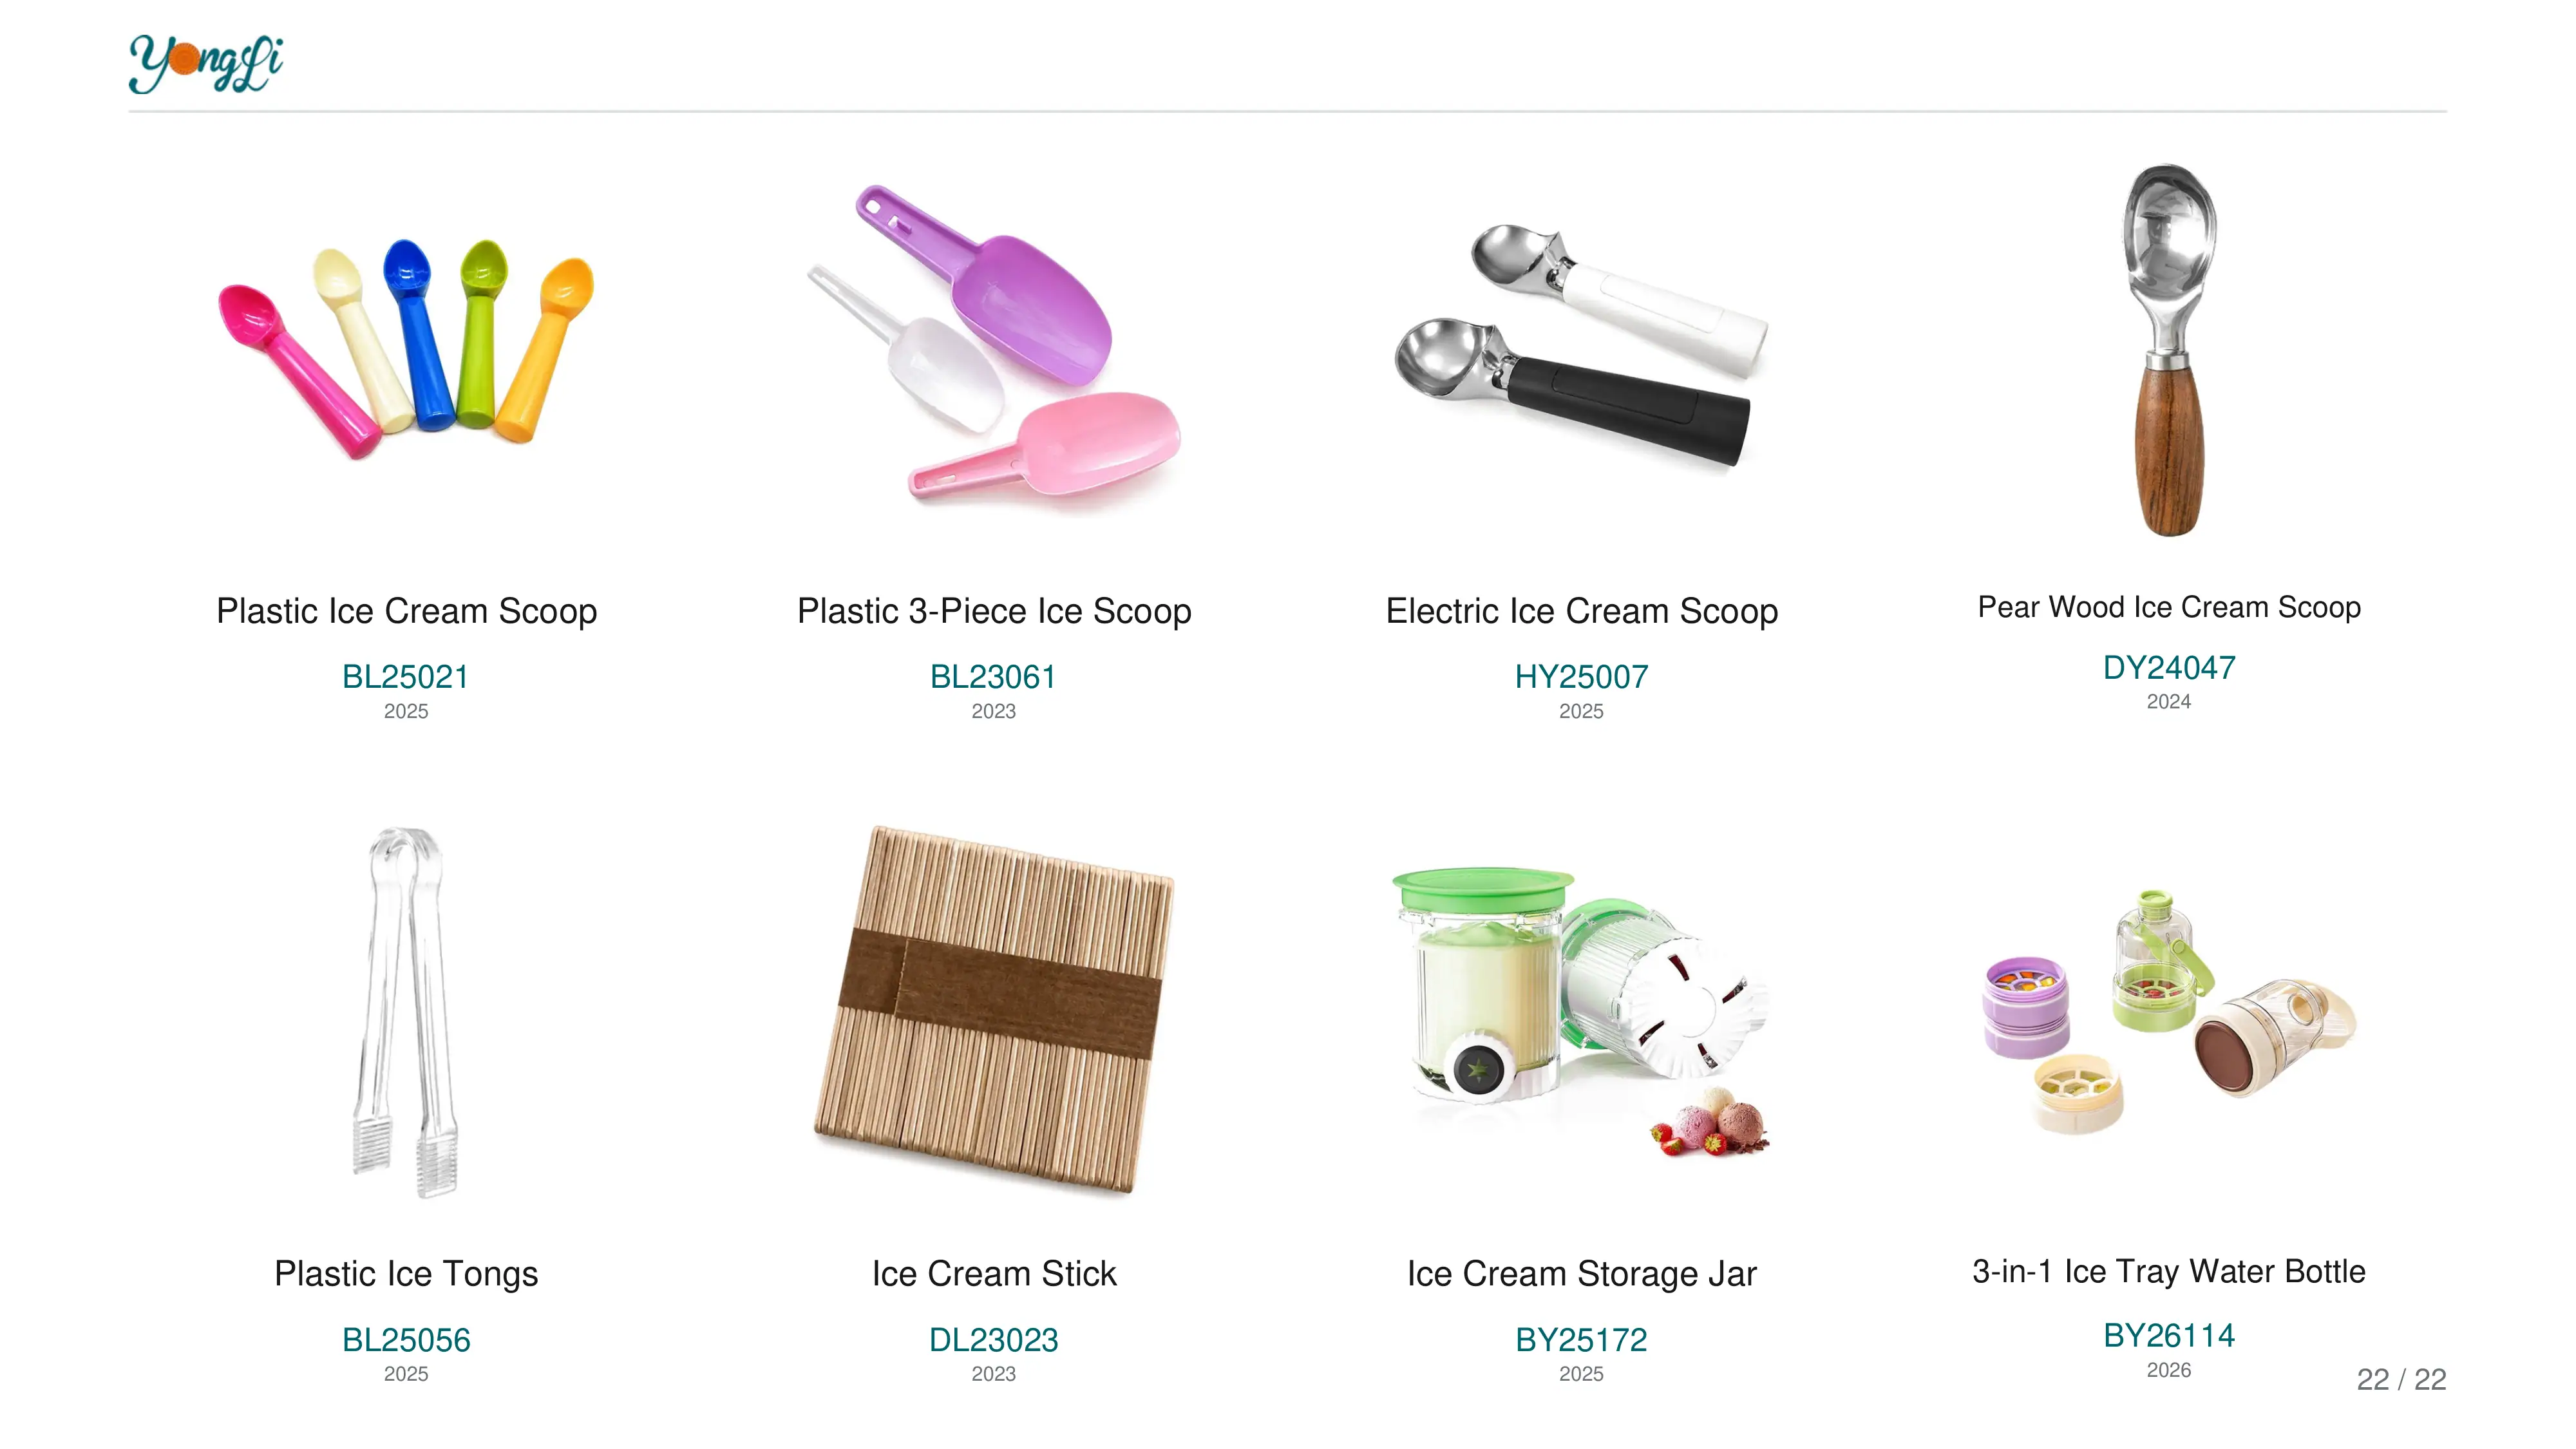 YongLi
Plastic Ice Cream Scoop
BL25021
2025
Plastic 3-Piece Ice Scoop
BL23061
2023
Electric Ice Cream Scoop
HY25007
2025
Pear Wood Ice Cream Scoop
DY24047
2024
Plastic Ice Tongs
BL25056
2025
Ice Cream Stick
DL23023
2023
Ice Cream Storage Jar
BY25172
2025
3-in-1 Ice Tray Water Bottle
BY26114
2026
22 / 22